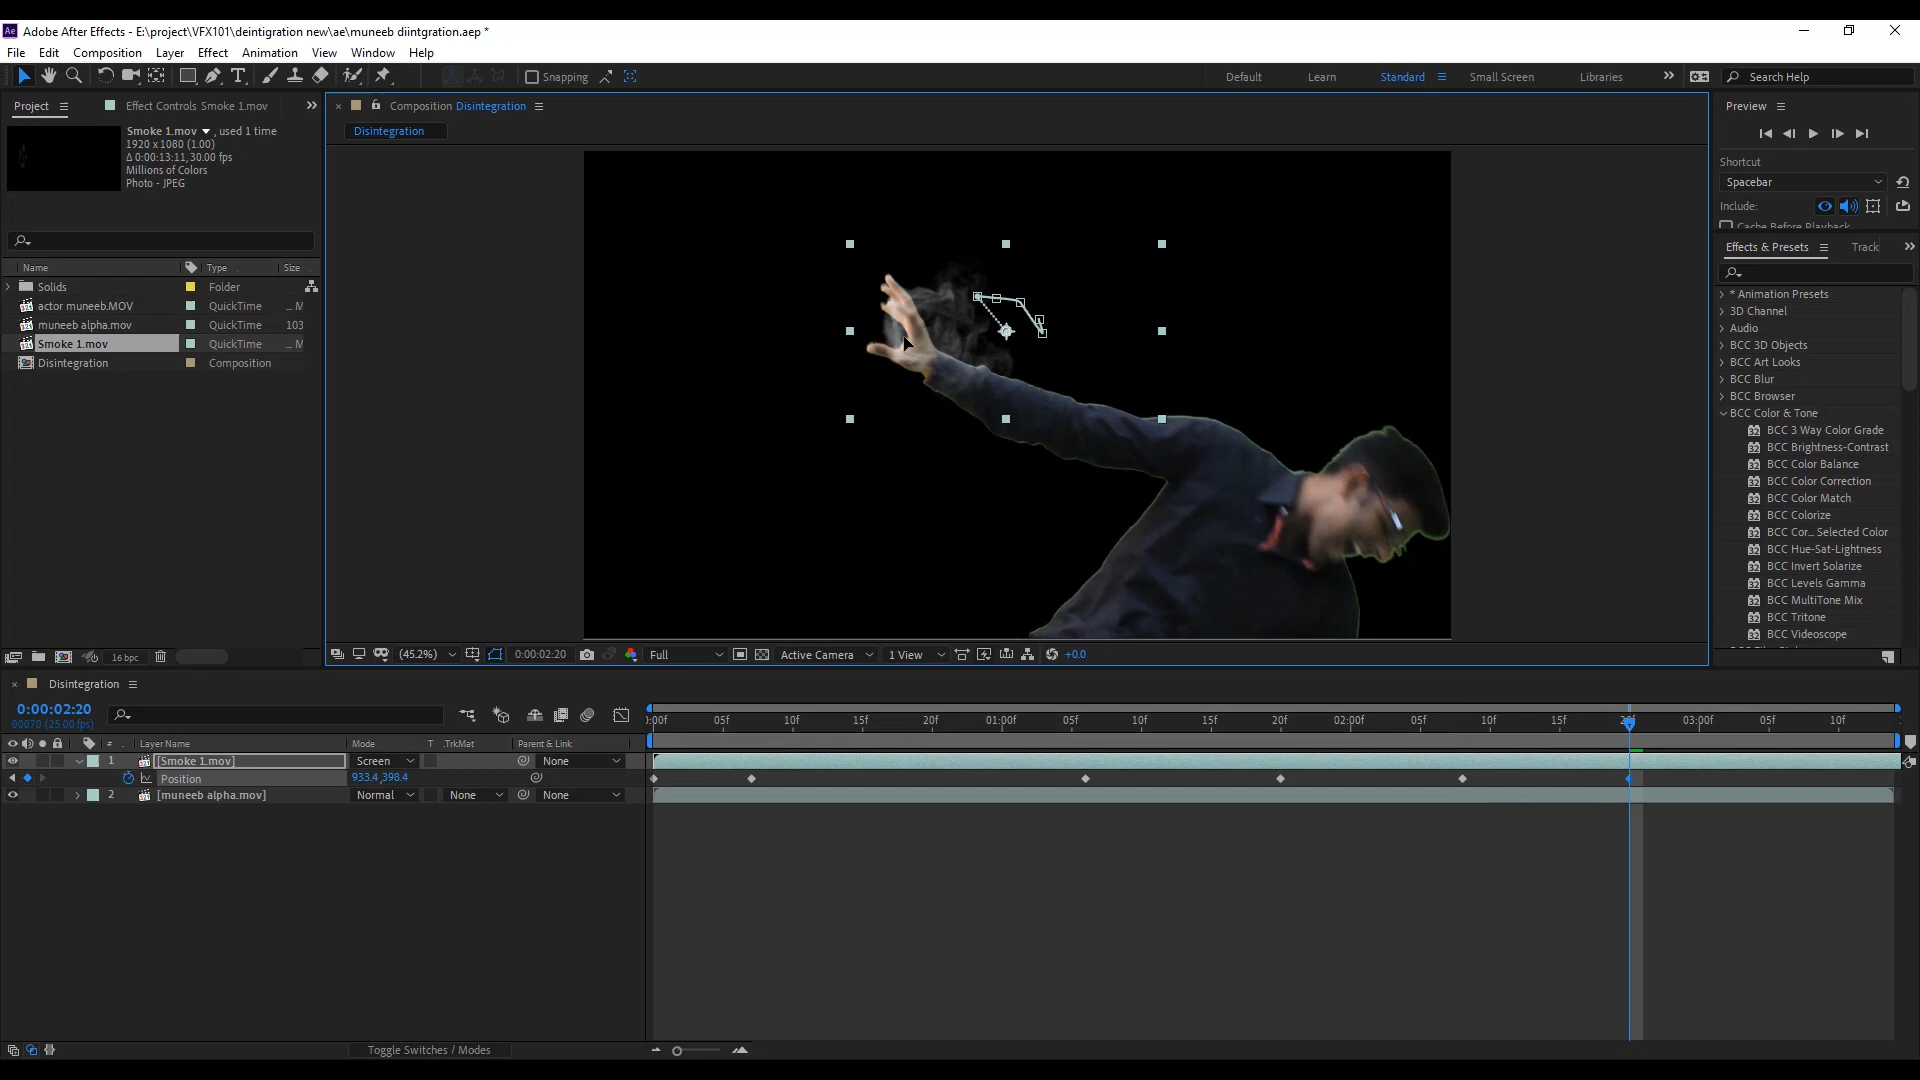 Ae Adobe After Effects - E:\project\VFX101\deintigration new\ae\muneeb diintgration.aep *
File Edit Composition Layer Effect Animation View Window Help
Snapping
Default Learn Standard Small Screen Libraries Search Help
Project Effect Controls Smoke 1.mov
Composition Disintegration
Disintegration
Smoke 1.mov , used 1 time
1920 x 1080 (1.00)
Δ 0:00:13:11, 30.00 fps
Millions of Colors
Photo - JPEG
Name Type Size
Solids Folder
actor muneeb.MOV QuickTime ... M
muneeb alpha.mov QuickTime 103
Smoke 1.mov QuickTime ... M
Disintegration Composition
16 bpc
(45.2%) 0:00:02:20 Full Active Camera 1 View +0.0
Preview
Shortcut
Spacebar
Include:
Cache Before Playback
Effects & Presets Track
* Animation Presets
3D Channel
Audio
BCC 3D Objects
BCC Art Looks
BCC Blur
BCC Browser
BCC Color & Tone
BCC 3 Way Color Grade
BCC Brightness-Contrast
BCC Color Balance
BCC Color Correction
BCC Color Match
BCC Colorize
BCC Cor... Selected Color
BCC Hue-Sat-Lightness
BCC Invert Solarize
BCC Levels Gamma
BCC MultiTone Mix
BCC Tritone
BCC Videoscope
Disintegration
0:00:02:20
00070 (25.00 fps)
:00f 05f 10f 15f 20f 01:00f 05f 10f 15f 20f 02:00f 05f 10f 15f 20f 03:00f 05f 10f
# Layer Name Mode T .TrkMat Parent & Link
1 [Smoke 1.mov] Screen None
Position 933.4,398.4
2 [muneeb alpha.mov] Normal None None
Toggle Switches / Modes